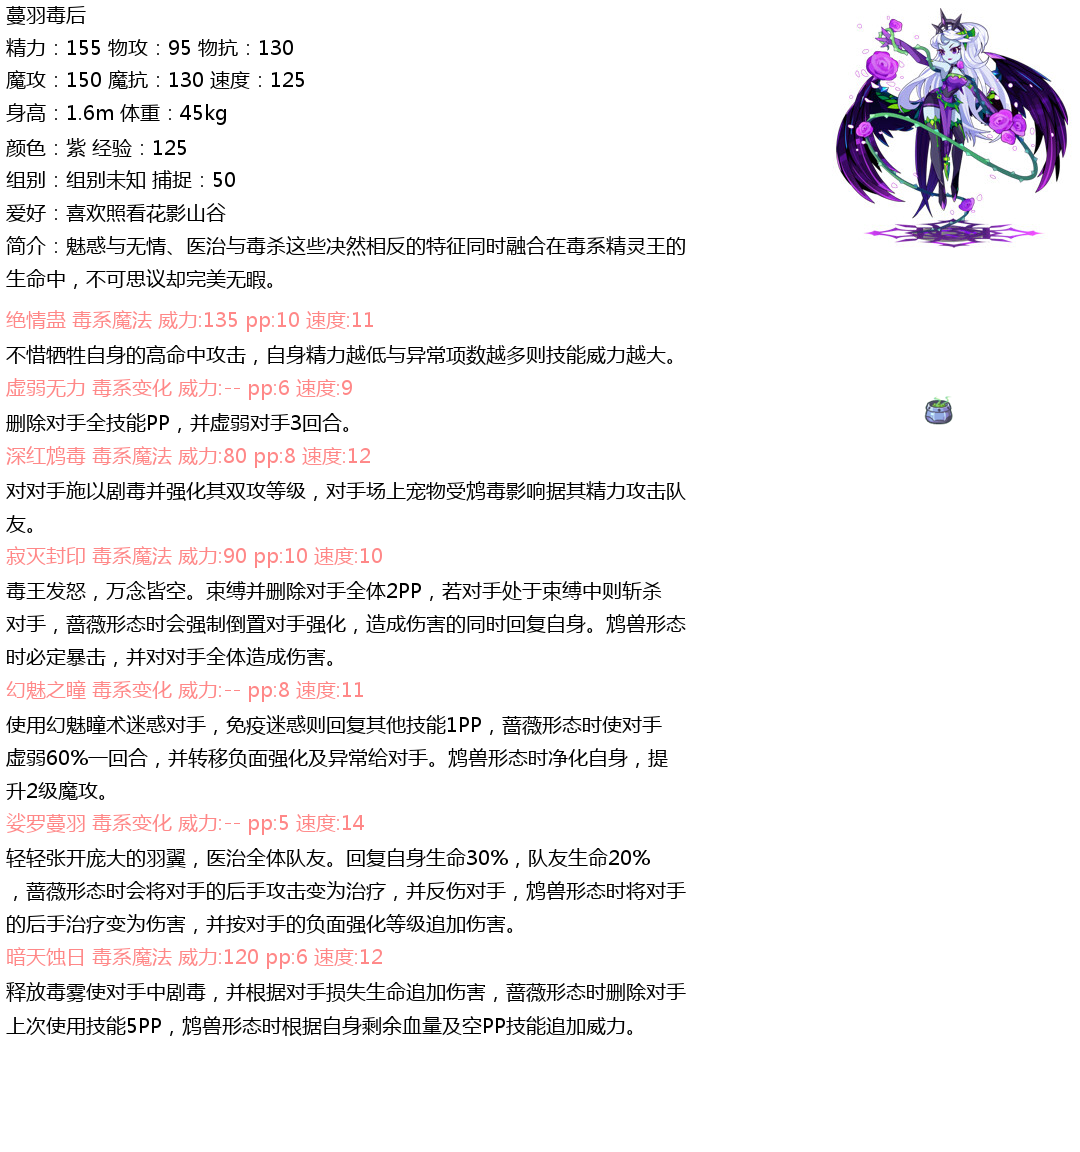 蔓羽毒后
精力：155 物攻：95 物抗：130
魔攻：150 魔抗：130 速度：125
身高：1.6m 体重：45kg
颜色：紫 经验：125
组别：组别未知 捕捉：50
爱好：喜欢照看花影山谷
简介：魅惑与无情、医治与毒杀这些决然相反的特征同时融合在毒系精灵王的
生命中，不可思议却完美无暇。
绝情蛊 毒系魔法 威力:135 pp:10 速度:11
不惜牺牲自身的高命中攻击，自身精力越低与异常项数越多则技能威力越大。
虚弱无力 毒系变化 威力:-- pp:6 速度:9
删除对手全技能PP，并虚弱对手3回合。
深红鸩毒 毒系魔法 威力:80 pp:8 速度:12
对对手施以剧毒并强化其双攻等级，对手场上宠物受鸩毒影响据其精力攻击队
友。
寂灭封印 毒系魔法 威力:90 pp:10 速度:10
毒王发怒，万念皆空。束缚并删除对手全体2PP，若对手处于束缚中则斩杀
对手，蔷薇形态时会强制倒置对手强化，造成伤害的同时回复自身。鸩兽形态
时必定暴击，并对对手全体造成伤害。
幻魅之瞳 毒系变化 威力:-- pp:8 速度:11
使用幻魅瞳术迷惑对手，免疫迷惑则回复其他技能1PP，蔷薇形态时使对手
虚弱60%一回合，并转移负面强化及异常给对手。鸩兽形态时净化自身，提
升2级魔攻。
娑罗蔓羽 毒系变化 威力:-- pp:5 速度:14
轻轻张开庞大的羽翼，医治全体队友。回复自身生命30%，队友生命20%
，蔷薇形态时会将对手的后手攻击变为治疗，并反伤对手，鸩兽形态时将对手
的后手治疗变为伤害，并按对手的负面强化等级追加伤害。
暗天蚀日 毒系魔法 威力:120 pp:6 速度:12
释放毒雾使对手中剧毒，并根据对手损失生命追加伤害，蔷薇形态时删除对手
上次使用技能5PP，鸩兽形态时根据自身剩余血量及空PP技能追加威力。